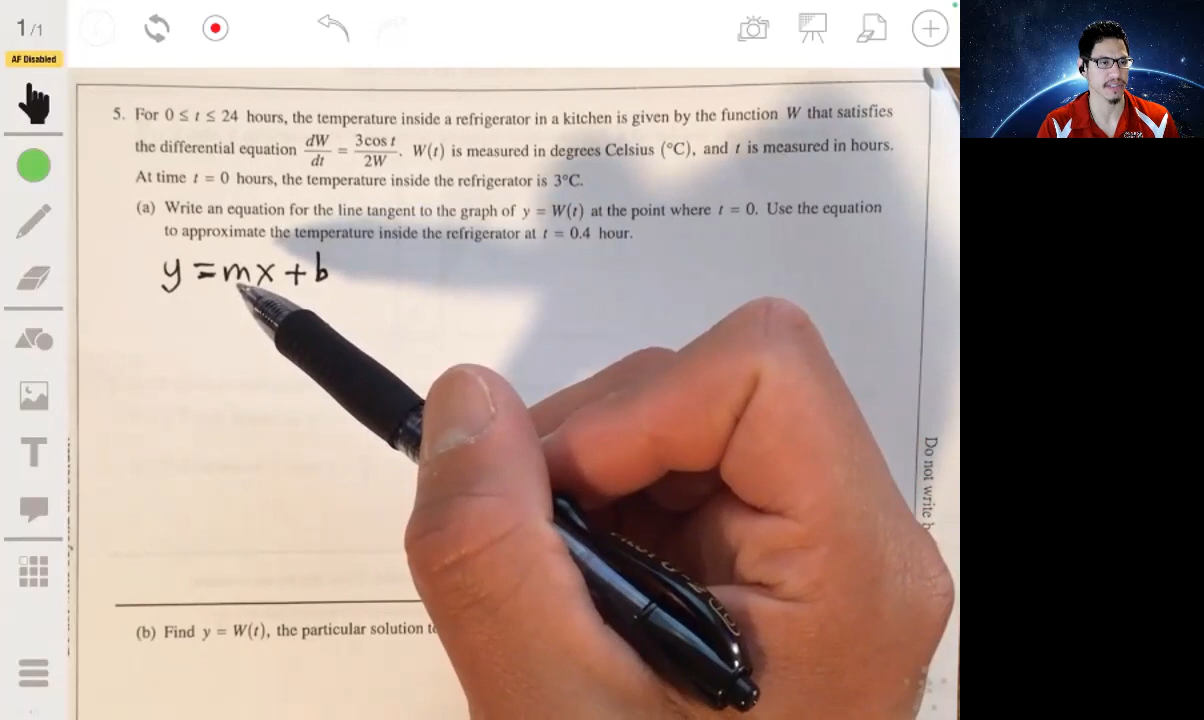 1/1
AF Disabled
5. For 0 ≤ t ≤ 24 hours, the temperature inside a refrigerator in a kitchen is given by the function W that satisfies
the differential equation dW/dt = 3 cos t/2W. W(t) is measured in degrees Celsius (°C), and t is measured in hours.
At time t = 0 hours, the temperature inside the refrigerator is 3°C.
(a) Write an equation for the line tangent to the graph of y = W(t) at the point where t = 0. Use the equation
to approximate the temperature inside the refrigerator at t = 0.4 hour.
y = mx + b
T
Do not write b
(b) Find y = W(t), the particular solution t